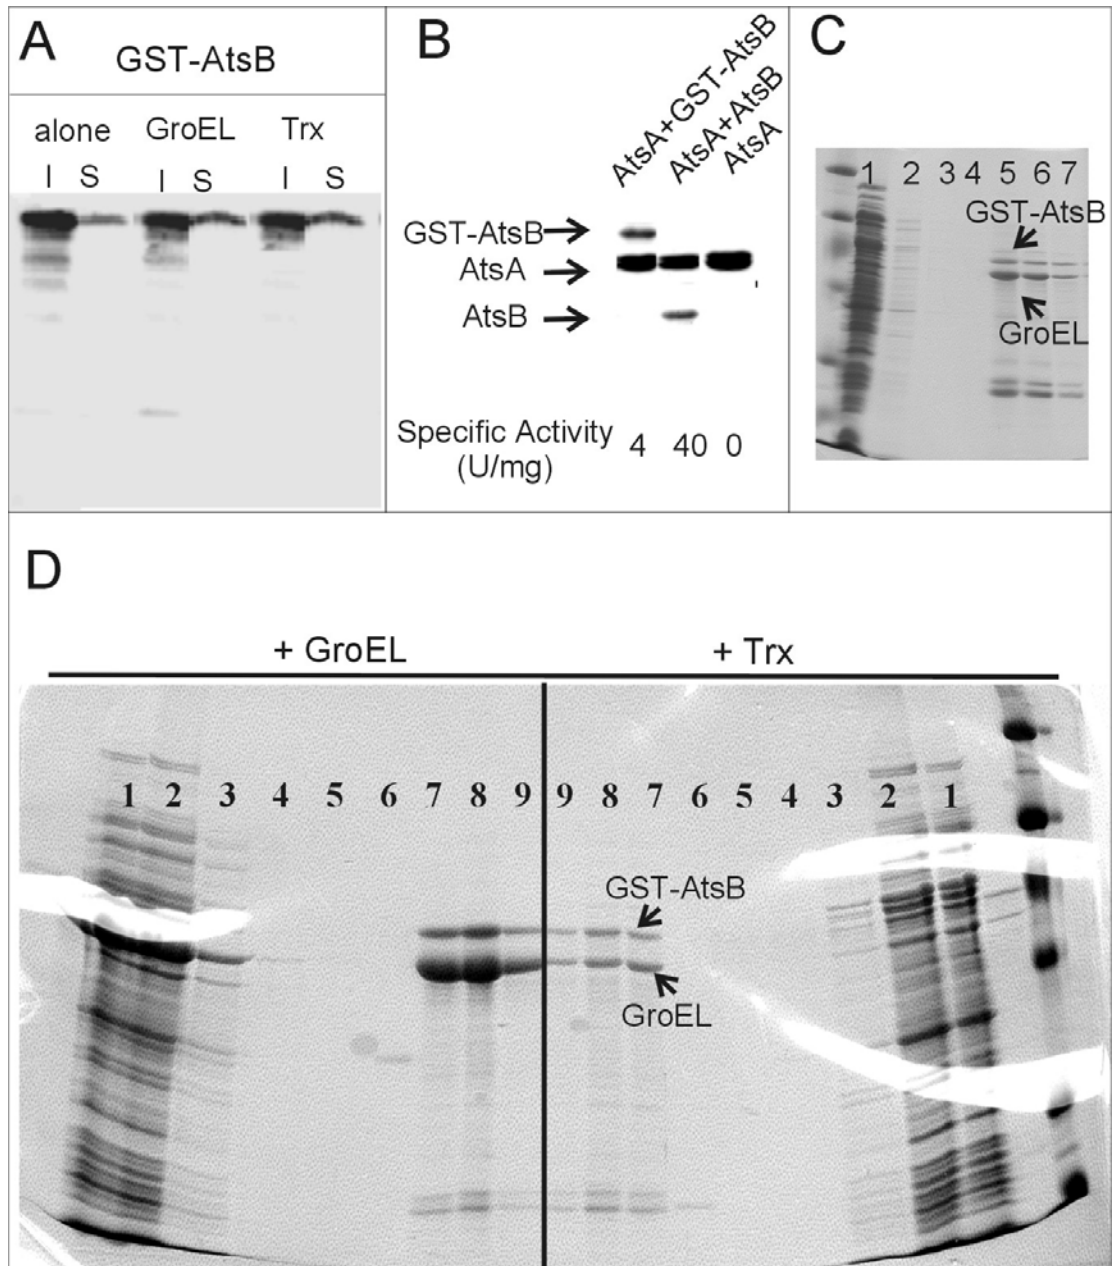 A
GST-AtsB
alone GroEL Trx
I S I S I S
B
AtsA+GST-AtsB
AtsA+AtsB
AtsA
GST-AtsB
AtsA
AtsB
Specific Activity
(U/mg)
4 40 0
C
1 2 3 4 5 6 7
GST-AtsB
GroEL
D
+ GroEL + Trx
1 2 3 4 5 6 7 8 9 9 8 7 6 5 4 3 2 1
GST-AtsB
GroEL